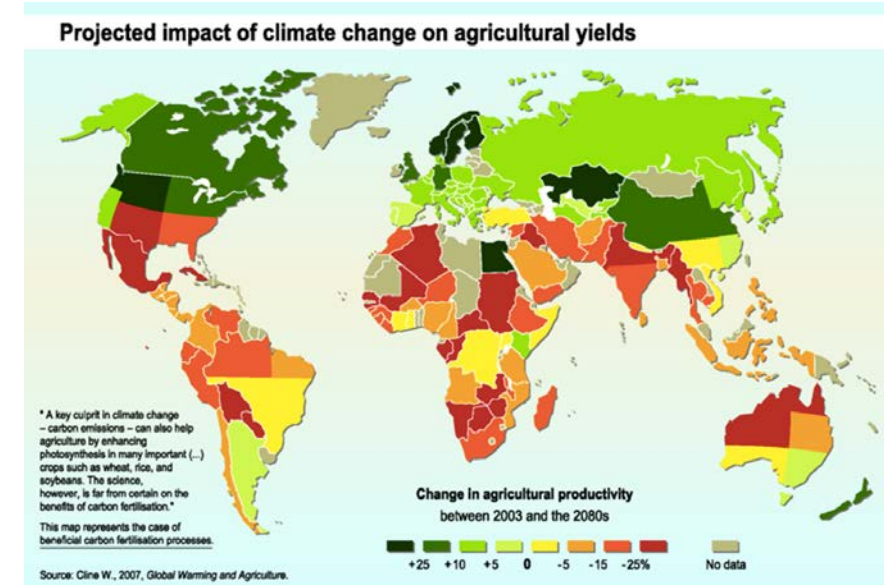 Projected impact of climate change on agricultural yields
" A key culprit in climate change
– carbon emissions – can also help
agriculture by enhancing
photosynthesis in many important (...)
crops such as wheat, rice, and
soybeans. The science,
however, is far from certain on the
benefits of carbon fertilisation."
This map represents the case of
beneficial carbon fertilisation processes.
Change in agricultural productivity
between 2003 and the 2080s
+25 +10 +5 0 -5 -15 -25% No data
Source: Cline W., 2007, Global Warming and Agriculture.